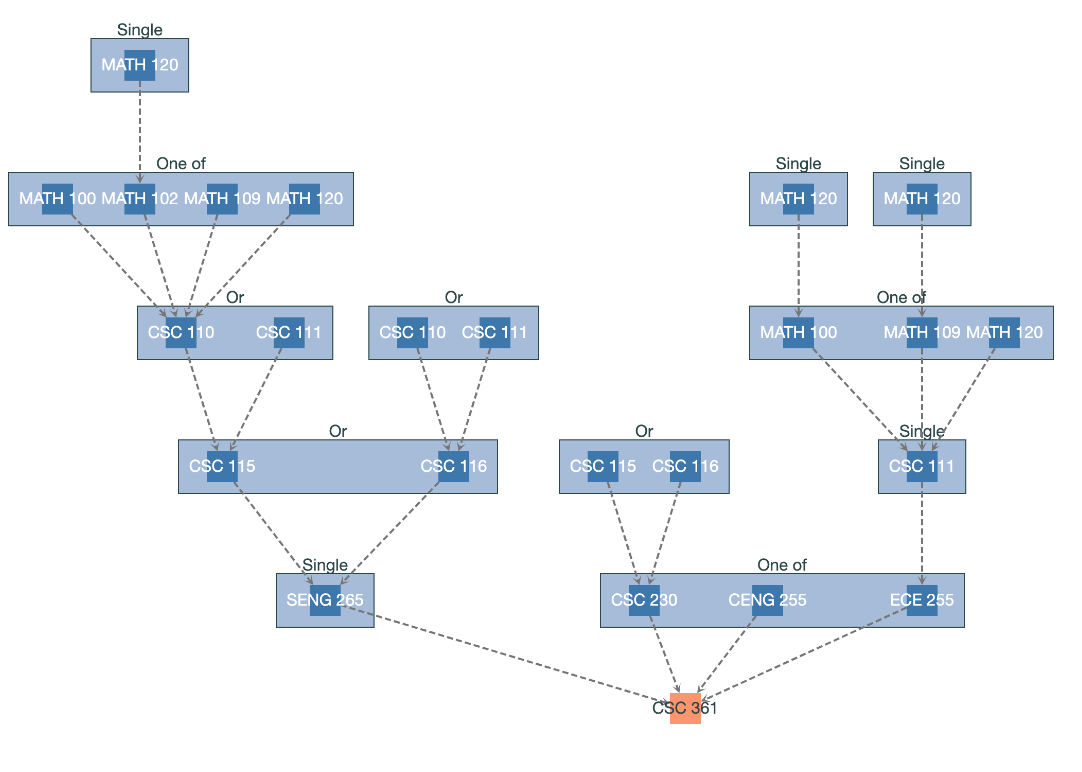 Single
MATH 120
One of
MATH 100 MATH 102 MATH 109 MATH 120
Single
MATH 120
Single
MATH 120
Or
CSC 110 CSC 111
Or
CSC 110 CSC 111
One of
MATH 100 MATH 109 MATH 120
Or
CSC 115 CSC 116
Or
CSC 115 CSC 116
Single
CSC 111
Single
SENG 265
One of
CSC 230 CENG 255 ECE 255
CSC 361